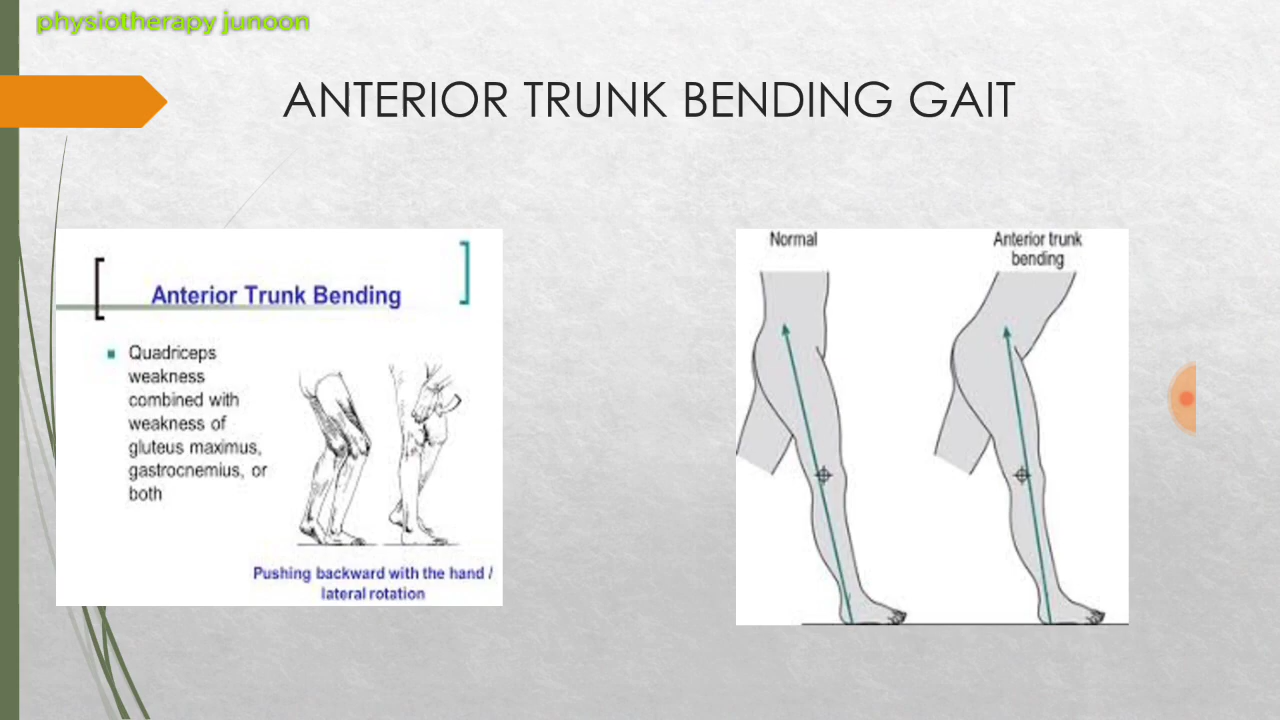 physiotherapy junoon
ANTERIOR TRUNK BENDING GAIT
Anterior Trunk Bending
Quadriceps
weakness
combined with
weakness of
gluteus maximus,
gastrocnemius, or
both
Pushing backward with the hand /
lateral rotation
Normal
Anterior trunk
bending